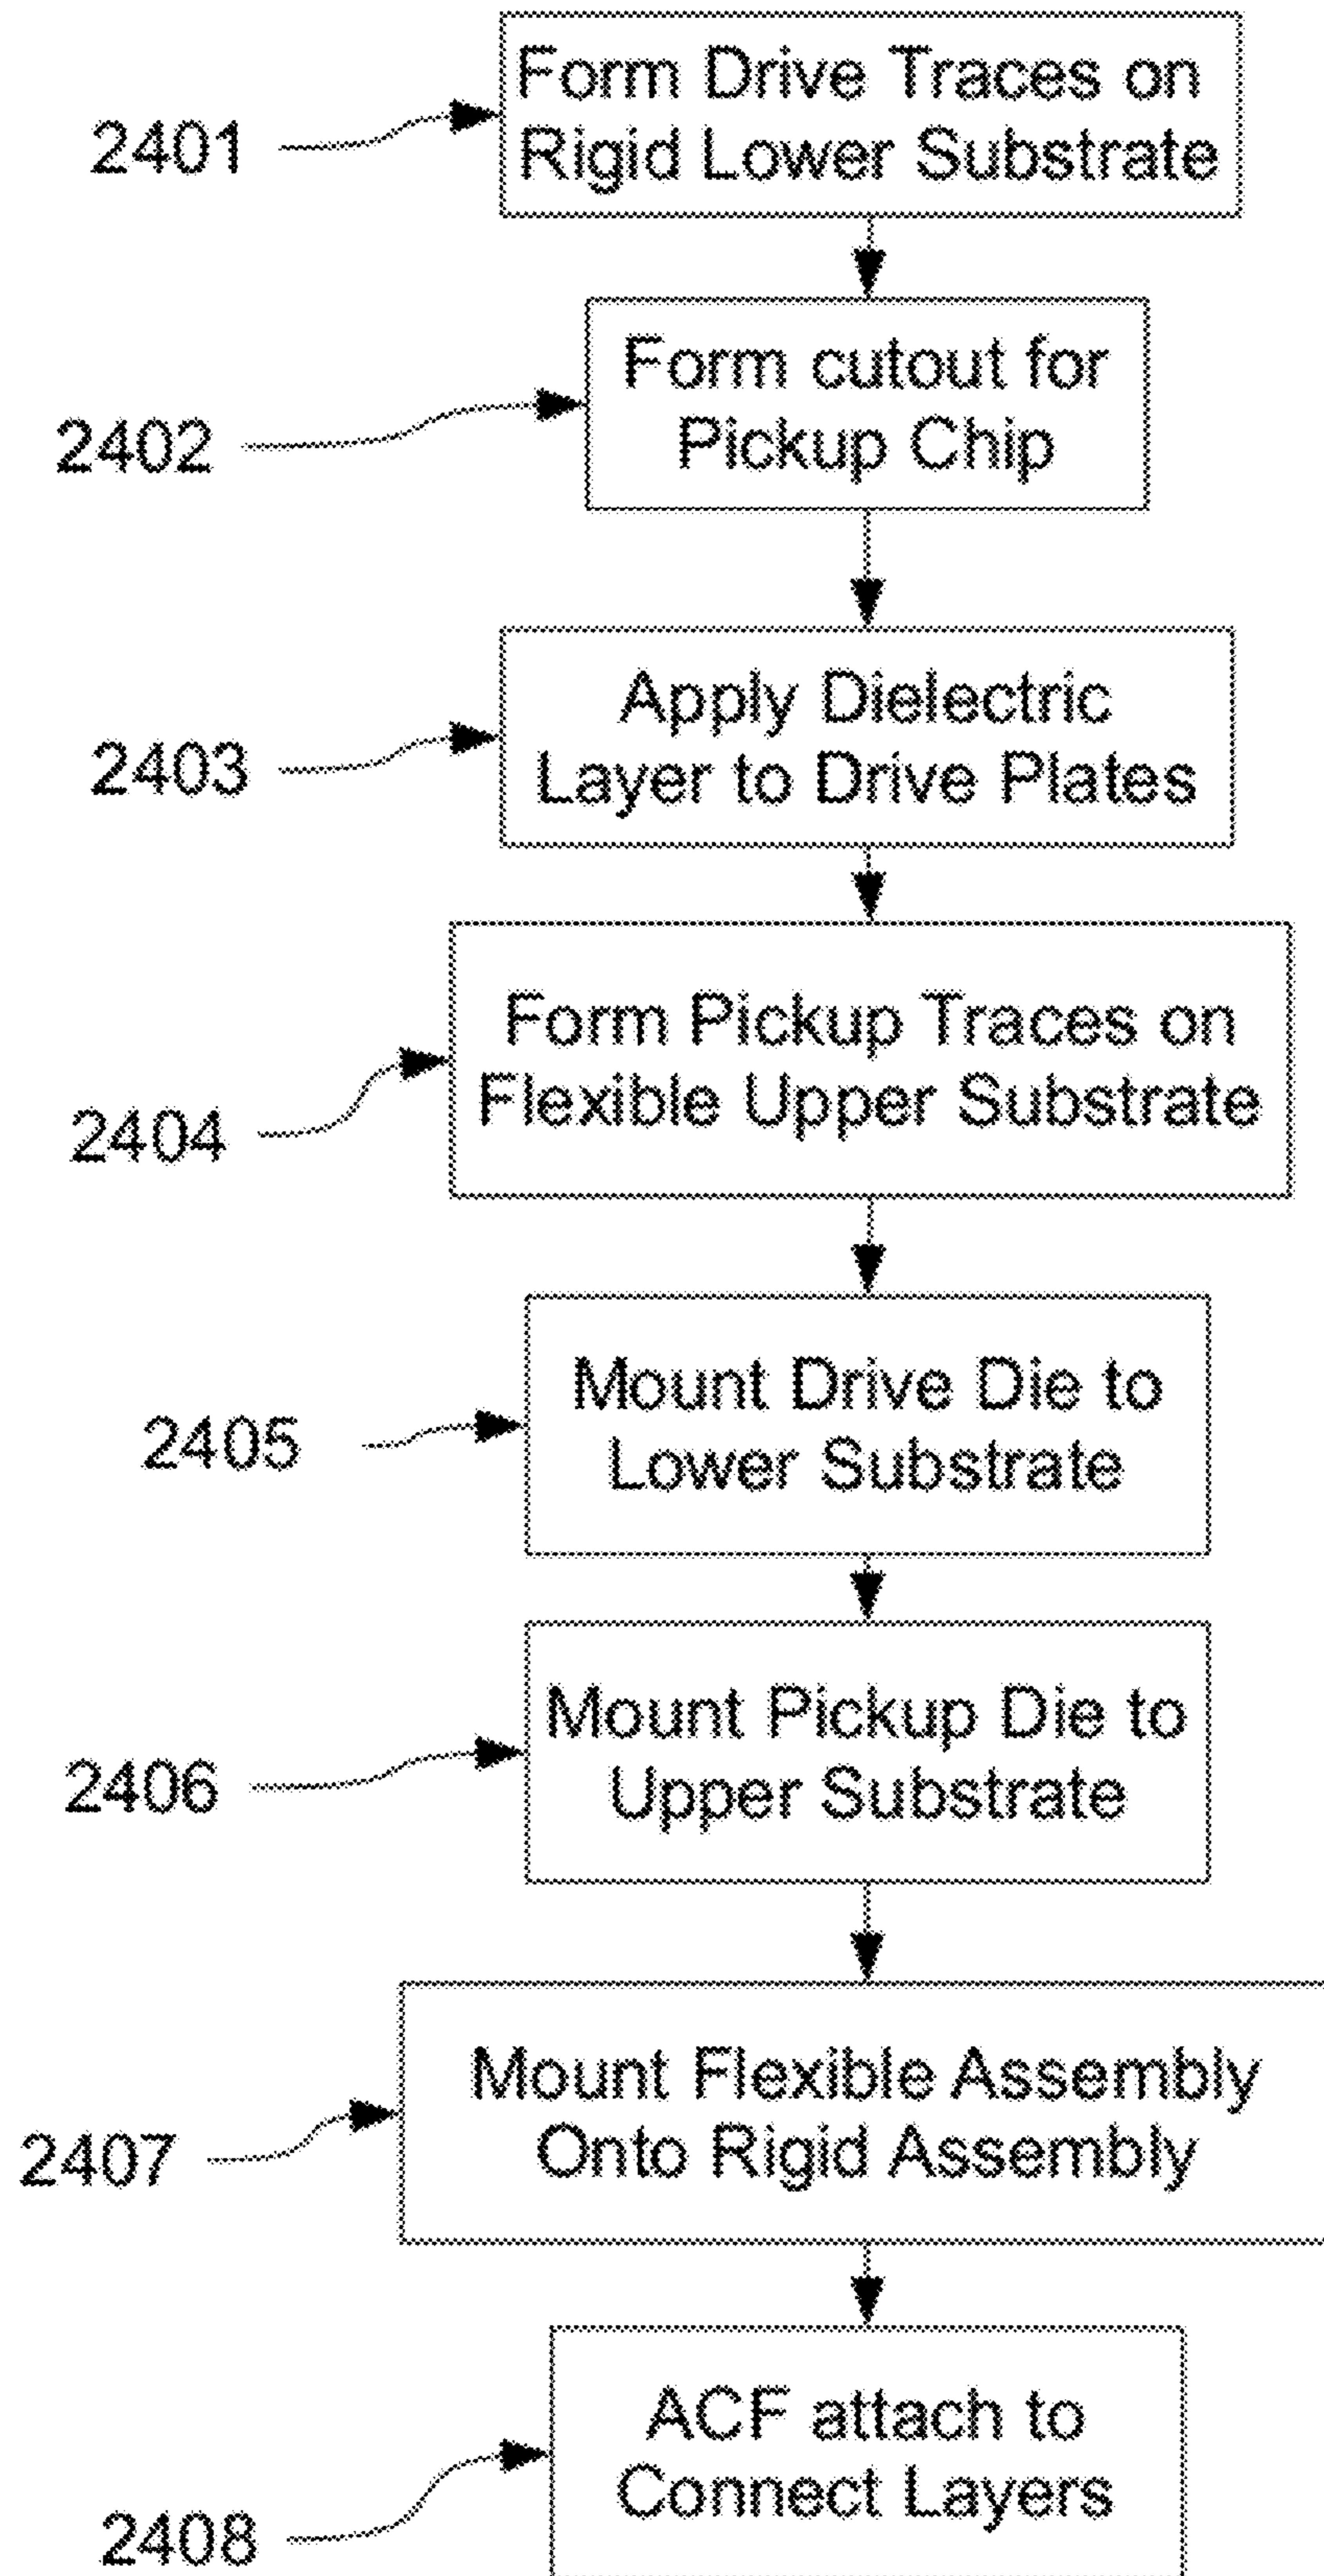 Form Drive Traces on
Rigid Lower Substrate
2401
Form cutout for
Pickup Chip
2402
Apply Dielectric
Layer to Drive Plates
2403
Form Pickup Traces on
Flexible Upper Substrate
2404
Mount Drive Die to
Lower Substrate
2405
Mount Pickup Die to
Upper Substrate
2406
Mount Flexible Assembly
Onto Rigid Assembly
2407
ACF attach to
Connect Layers
2408